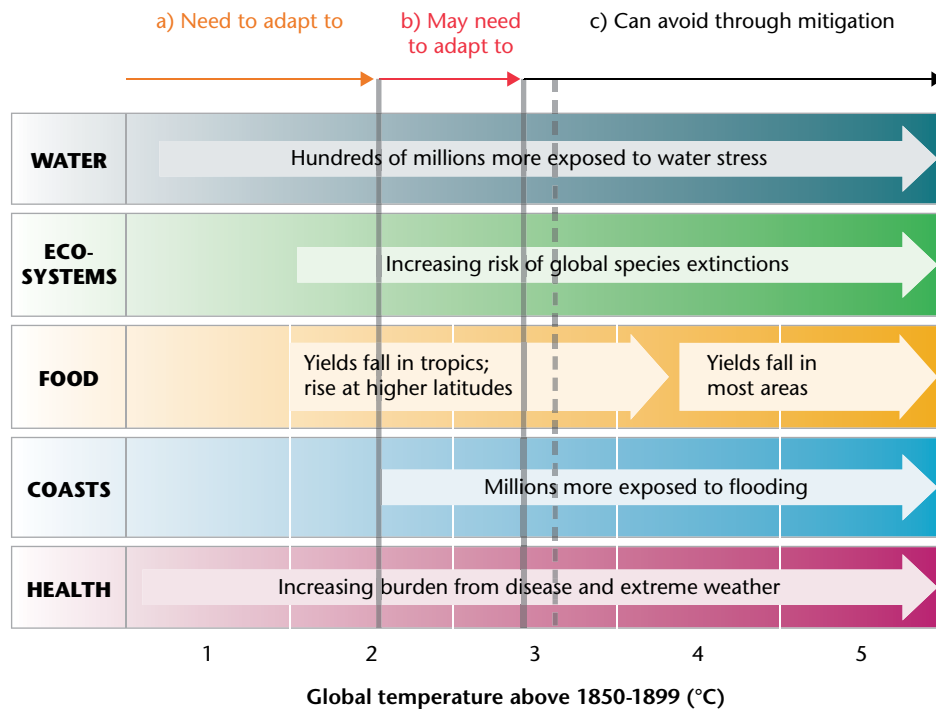 a) Need to adapt to
b) May need
to adapt to
c) Can avoid through mitigation
WATER
Hundreds of millions more exposed to water stress
ECO-
SYSTEMS
Increasing risk of global species extinctions
FOOD
Yields fall in tropics;
rise at higher latitudes
Yields fall in
most areas
COASTS
Millions more exposed to flooding
HEALTH
Increasing burden from disease and extreme weather
1 2 3 4 5
Global temperature above 1850-1899 (°C)